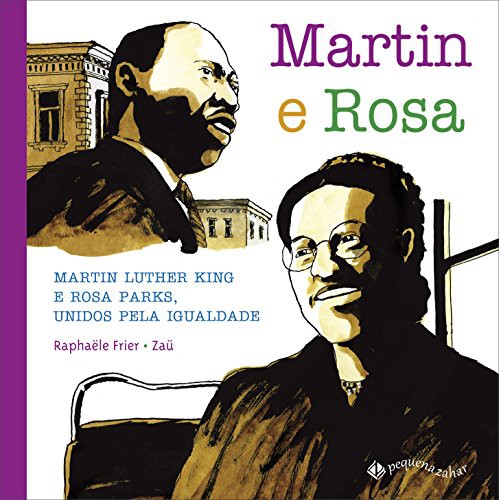 Martin
e Rosa
MARTIN LUTHER KING
E ROSA PARKS,
UNIDOS PELA IGUALDADE
Raphaële Frier • Zaü
pequenazahar